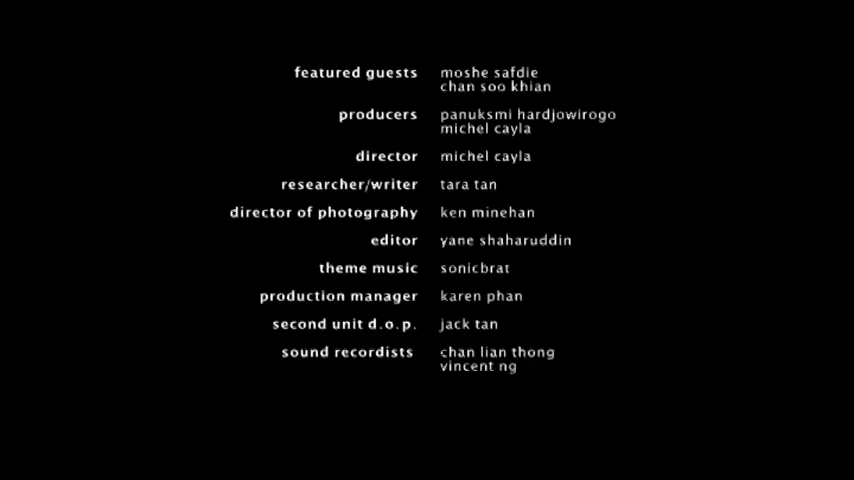 featured guests moshe safdie
chan soo khian
producers panuksmi hardjowirogo
michel cayla
director michel cayla
researcher/writer tara tan
director of photography ken minehan
editor yane shaharuddin
theme music sonicbrat
production manager karen phan
second unit d.o.p. jack tan
sound recordists chan lian thong
vincent ng